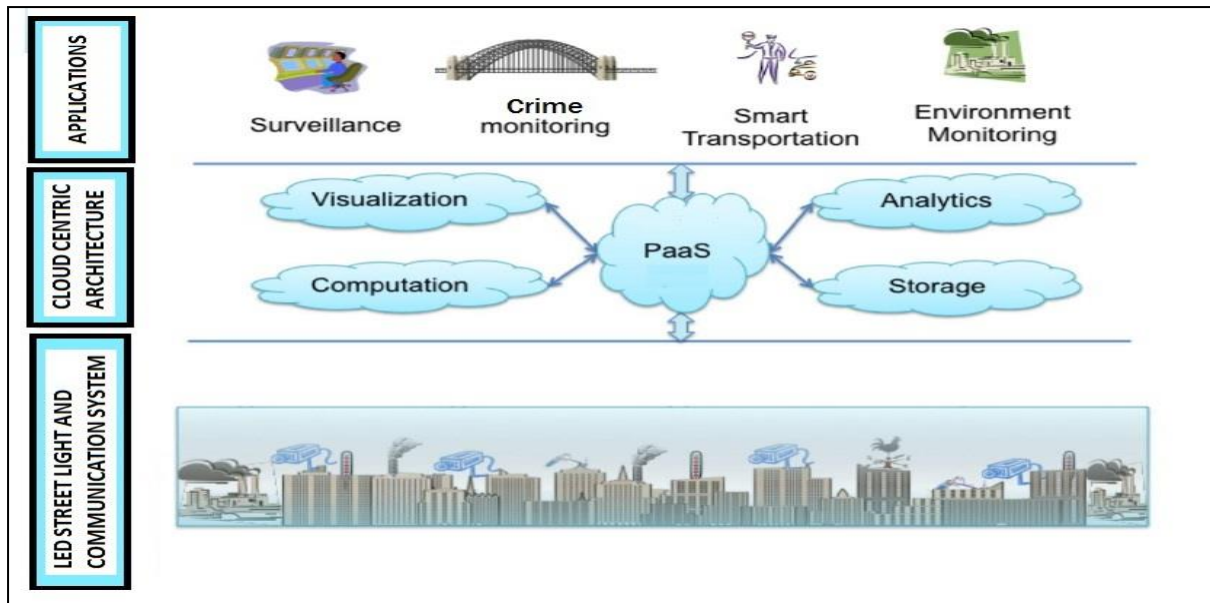 APPLICATIONS
Surveillance
Crime
monitoring
Smart
Transportation
Environment
Monitoring
CLOUD CENTRIC
ARCHITECTURE
Visualization
Computation
PaaS
Analytics
Storage
LED STREET LIGHT AND
COMMUNICATION SYSTEM